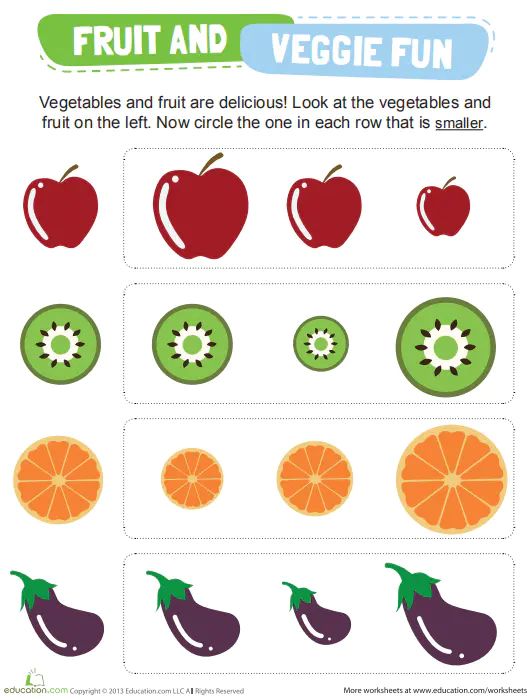 FRUIT AND
VEGGIE FUN
Vegetables and fruit are delicious! Look at the vegetables and
fruit on the left. Now circle the one in each row that is smaller.
education.com Copyright © 2013 Education.com LLC All Rights Reserved
More worksheets at www.education.com/worksheets